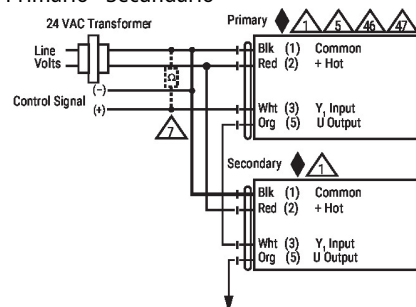 Primario - Secundario
24 VAC Transformer
Primary 1 5 46 47
Line Volts
Blk (1) Common
Red (2) + Hot
Ω
(−)
Control Signal
(+)
Wht (3) Y1 Input
Org (5) U Output
7
Secondary 1
Blk (1) Common
Red (2) + Hot
Wht (3) Y1 Input
Org (5) U Output